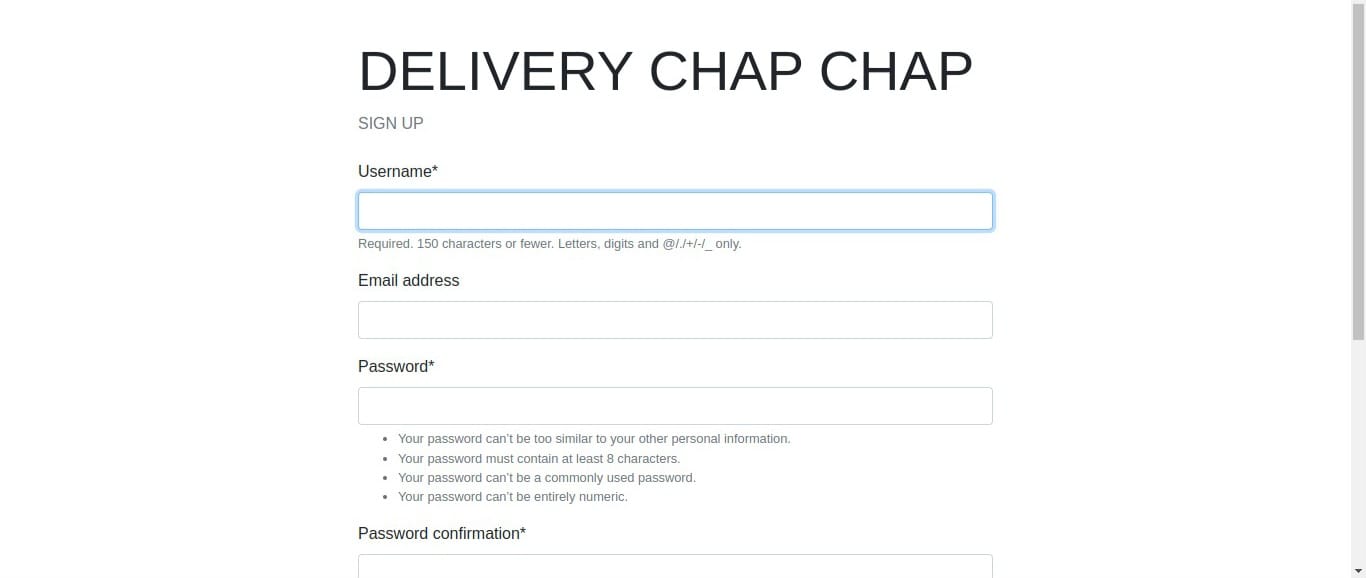 DELIVERY CHAP CHAP
SIGN UP
Username*
Required. 150 characters or fewer. Letters, digits and @/./+/-/_ only.
Email address
Password*
Your password can’t be too similar to your other personal information.
Your password must contain at least 8 characters.
Your password can’t be a commonly used password.
Your password can’t be entirely numeric.
Password confirmation*